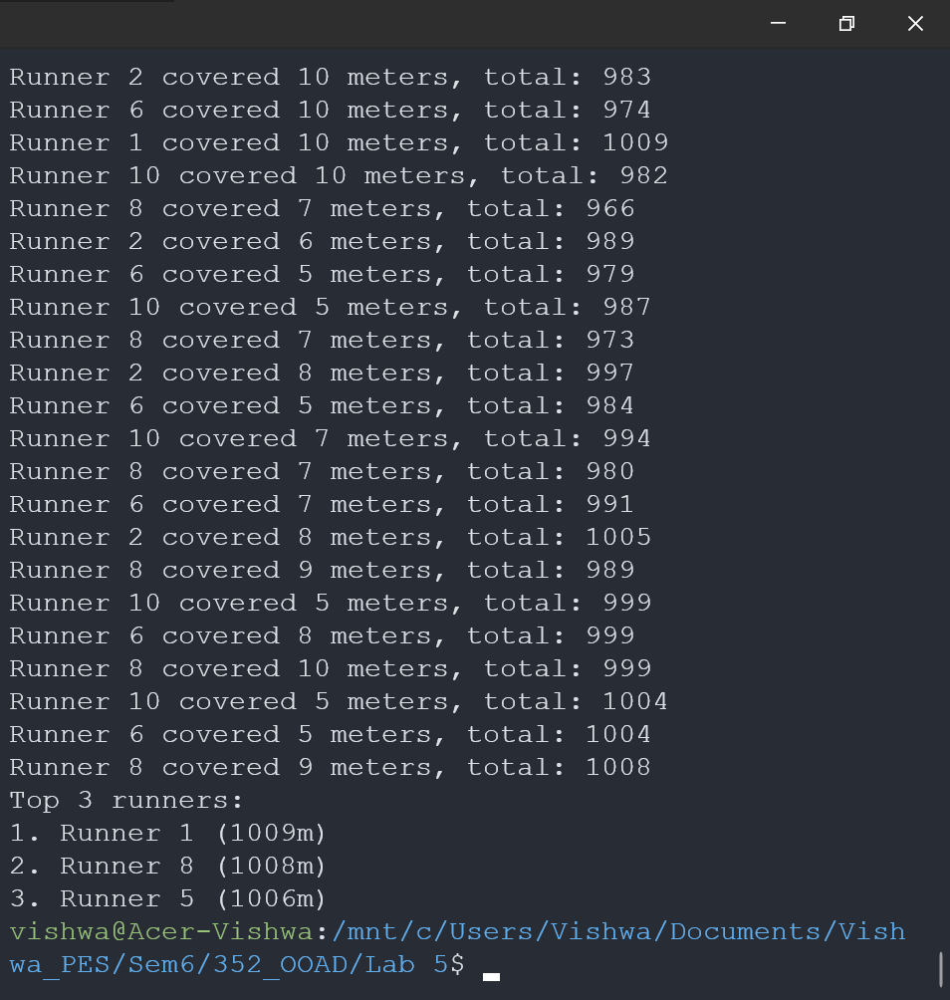 Runner 2 covered 10 meters, total: 983
Runner 6 covered 10 meters, total: 974
Runner 1 covered 10 meters, total: 1009
Runner 10 covered 10 meters, total: 982
Runner 8 covered 7 meters, total: 966
Runner 2 covered 6 meters, total: 989
Runner 6 covered 5 meters, total: 979
Runner 10 covered 5 meters, total: 987
Runner 8 covered 7 meters, total: 973
Runner 2 covered 8 meters, total: 997
Runner 6 covered 5 meters, total: 984
Runner 10 covered 7 meters, total: 994
Runner 8 covered 7 meters, total: 980
Runner 6 covered 7 meters, total: 991
Runner 2 covered 8 meters, total: 1005
Runner 8 covered 9 meters, total: 989
Runner 10 covered 5 meters, total: 999
Runner 6 covered 8 meters, total: 999
Runner 8 covered 10 meters, total: 999
Runner 10 covered 5 meters, total: 1004
Runner 6 covered 5 meters, total: 1004
Runner 8 covered 9 meters, total: 1008
Top 3 runners:
1. Runner 1 (1009m)
2. Runner 8 (1008m)
3. Runner 5 (1006m)
vishwa@Acer-Vishwa:/mnt/c/Users/Vishwa/Documents/Vish
wa_PES/Sem6/352_OOAD/Lab 5$